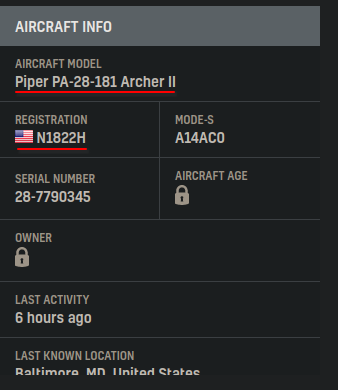 AIRCRAFT INFO
AIRCRAFT MODEL
Piper PA-28-181 Archer II
REGISTRATION
N1822H
MODE-S
A14AC0
SERIAL NUMBER
28-7790345
AIRCRAFT AGE
OWNER
LAST ACTIVITY
6 hours ago
LAST KNOWN LOCATION
Baltimore, MD, United States